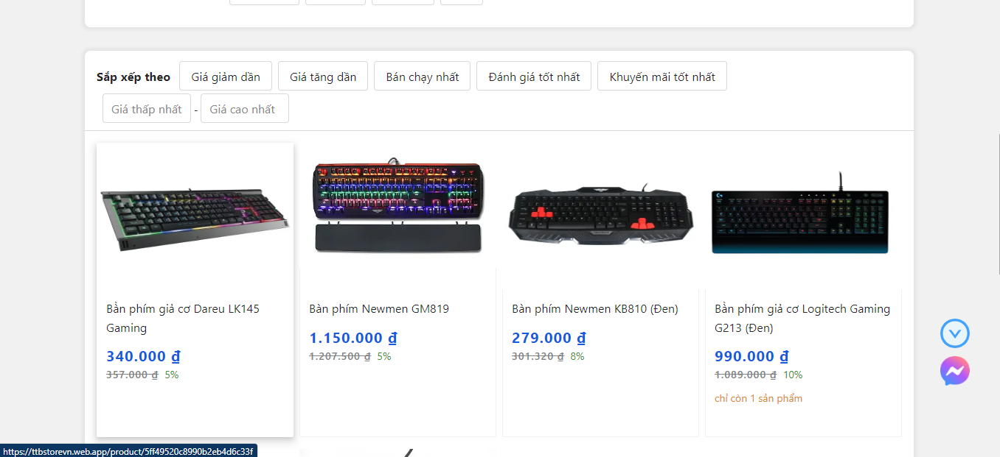 Sắp xếp theo
Giá giảm dần
Giá tăng dần
Bán chạy nhất
Đánh giá tốt nhất
Khuyến mãi tốt nhất
Giá thấp nhất - Giá cao nhất
Bằn phím giả cơ Dareu LK145
Gaming
340.000 ₫
357.000 ₫ 5%
Bàn phím Newmen GM819
1.150.000 ₫
1.207.500 ₫ 5%
Bàn phím Newmen KB810 (Đen)
279.000 ₫
301.320 ₫ 8%
Bằn phím giả cơ Logitech Gaming
G213 (Đen)
990.000 ₫
1.089.000 ₫ 10%
chỉ còn 1 sản phẩm
https://ttbstorevn.web.app/product/5ff49520c8990b2eb4d6c33f